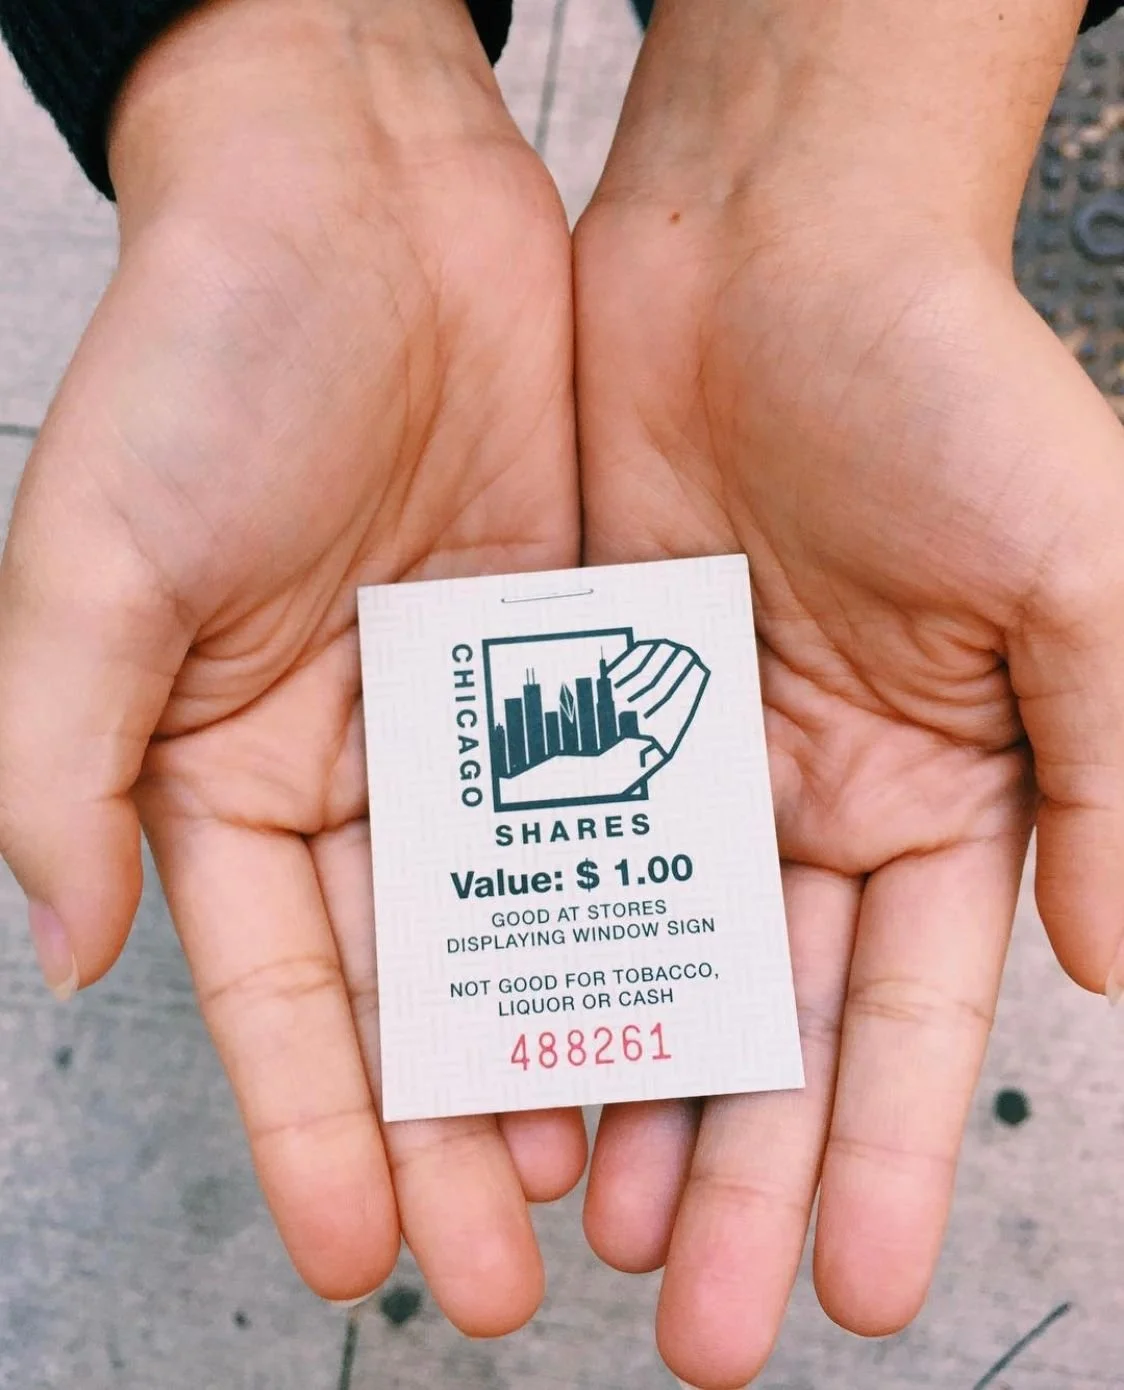 CHICAGO
SHARES
Value: $ 1.00
GOOD AT STORES
DISPLAYING WINDOW SIGN
NOT GOOD FOR TOBACCO,
LIQUOR OR CASH
488261